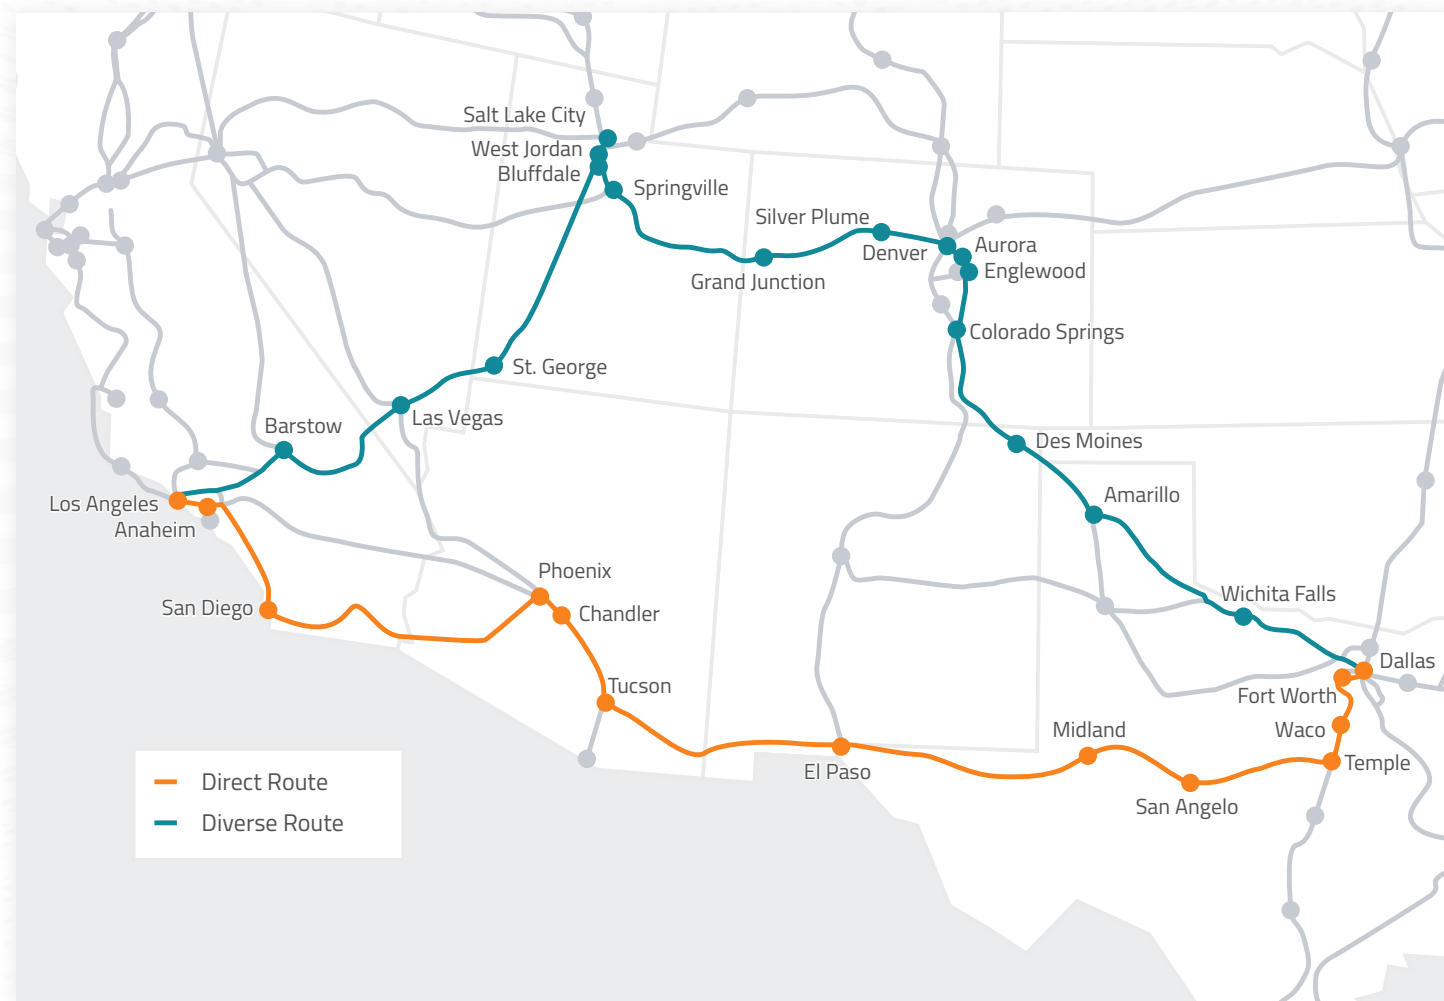 Salt Lake City
West Jordan
Bluffdale
Springville
Silver Plume
Denver
Aurora
Englewood
Grand Junction
Colorado Springs
St. George
Las Vegas
Barstow
Des Moines
Los Angeles
Anaheim
Amarillo
Phoenix
Chandler
San Diego
Wichita Falls
Tucson
Dallas
Fort Worth
Waco
Midland
Temple
El Paso
San Angelo
Direct Route
Diverse Route